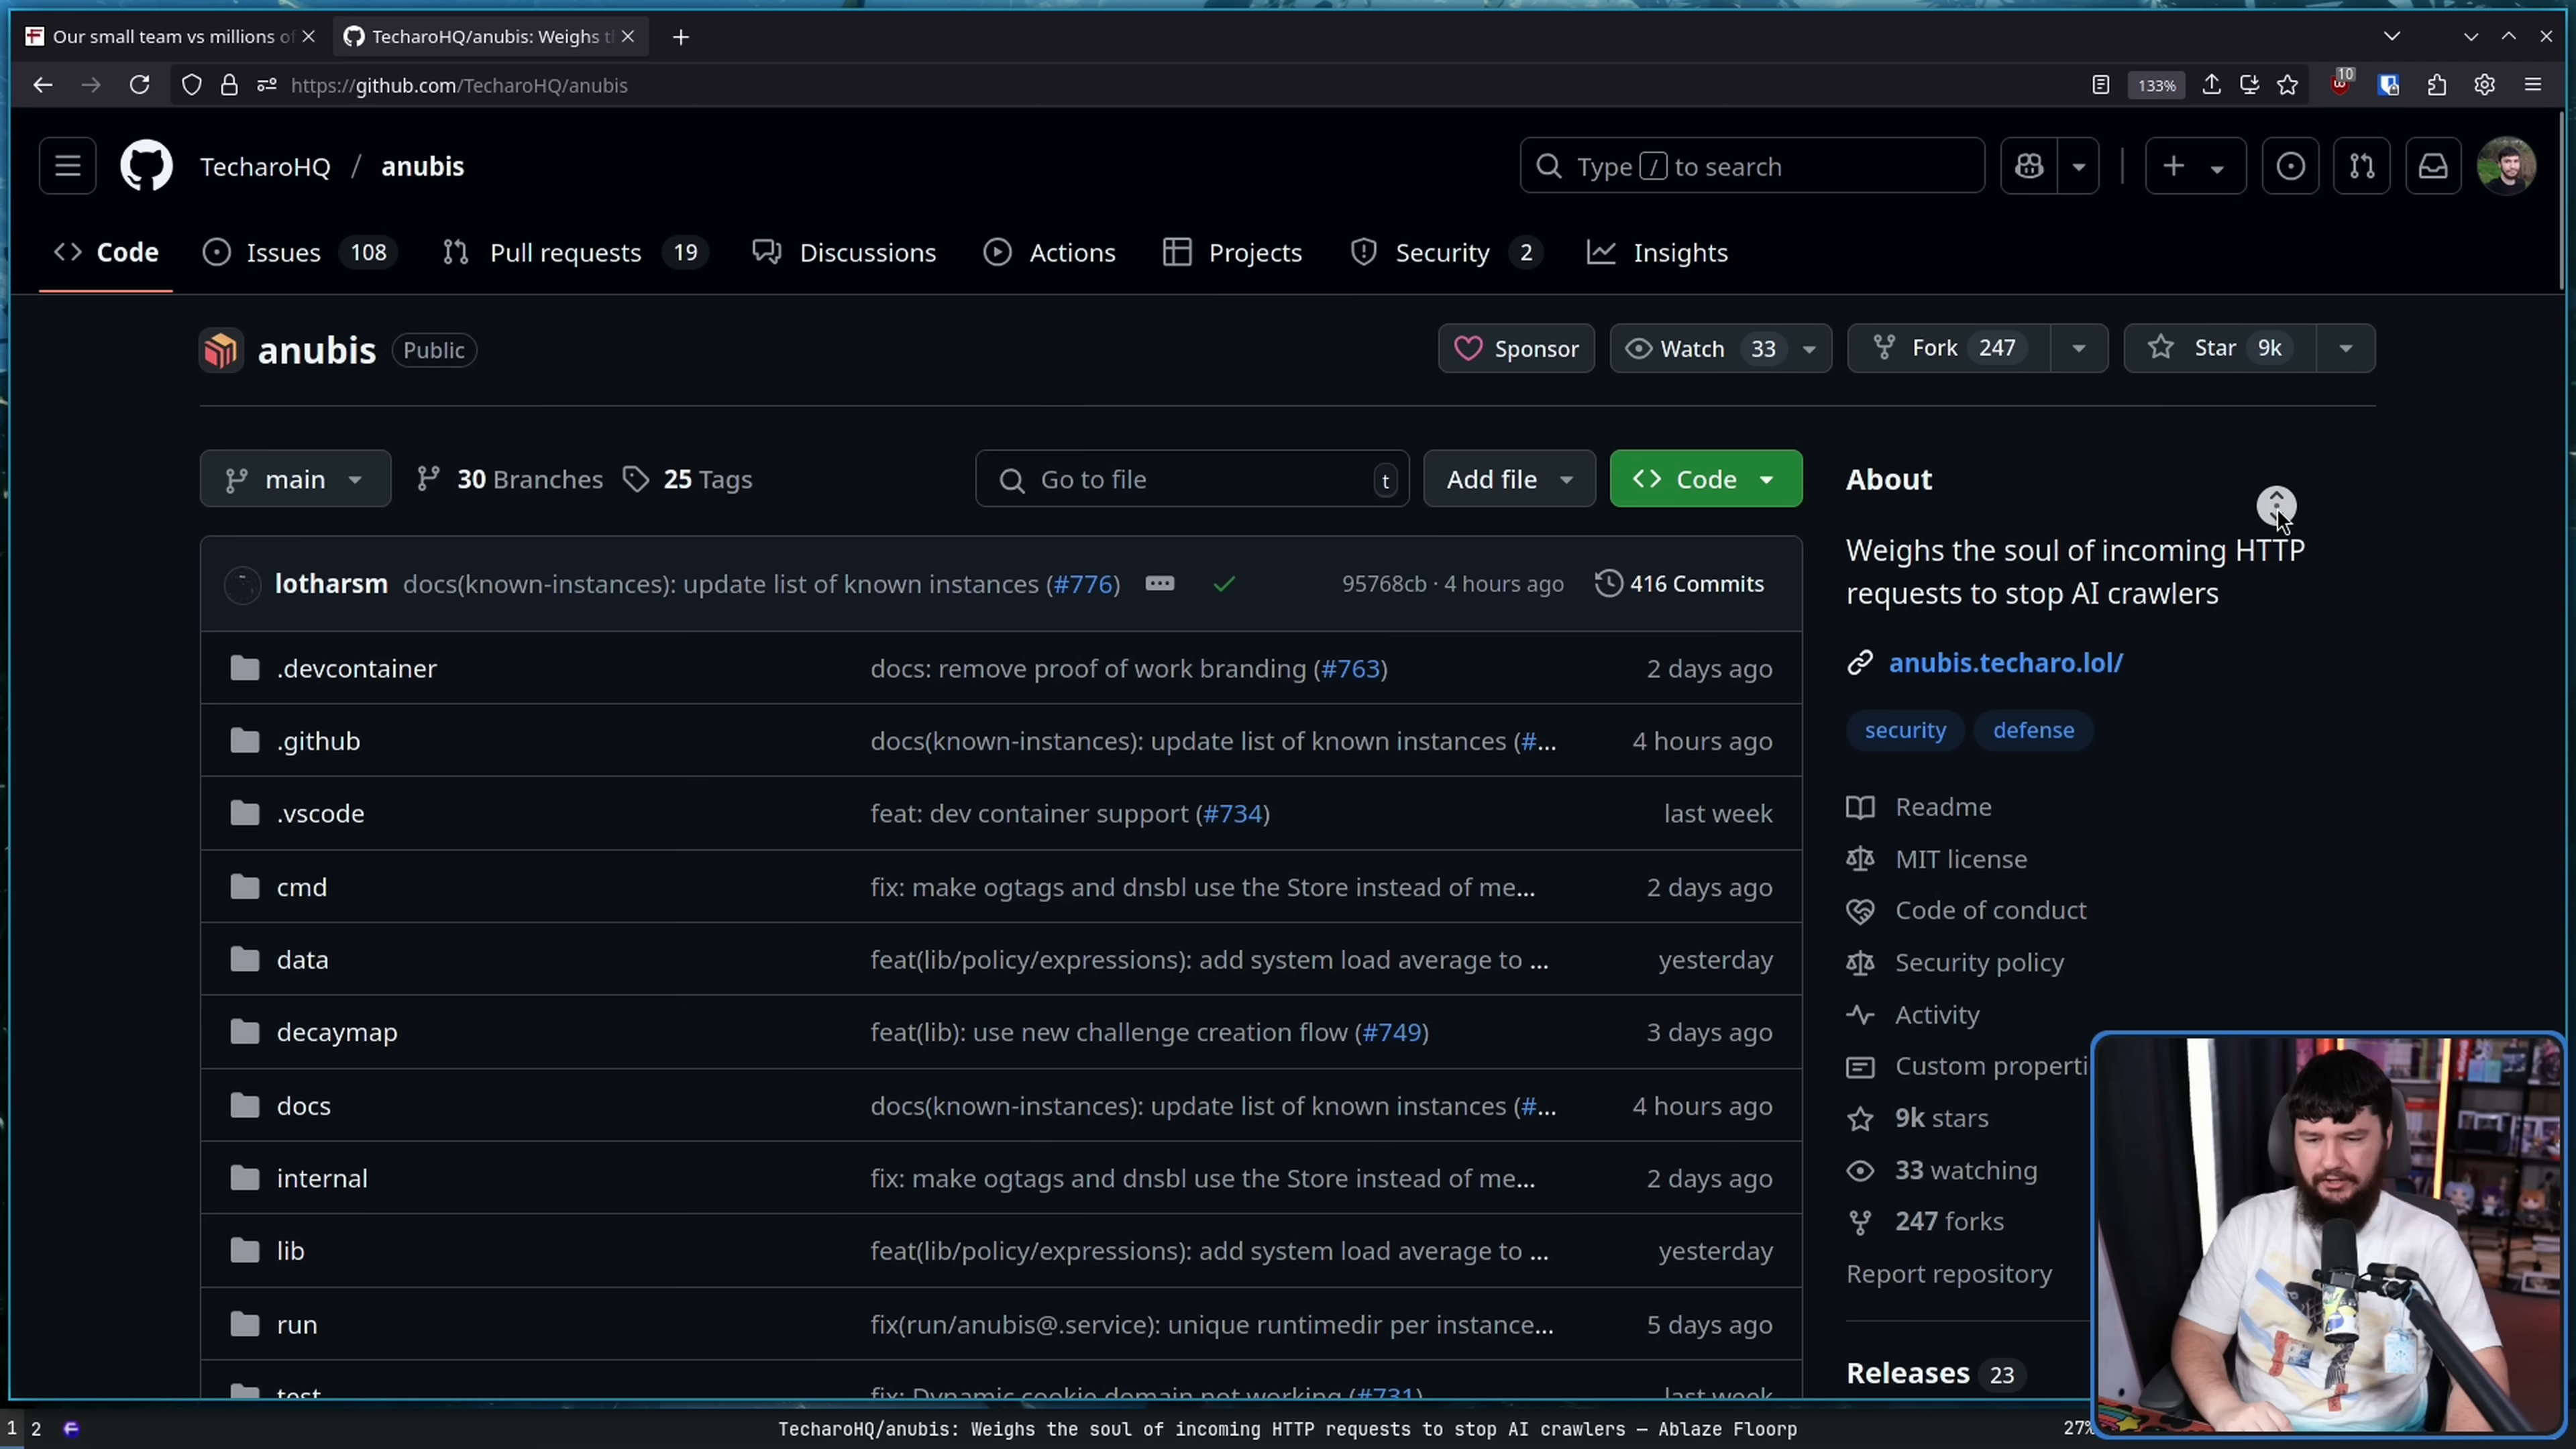 Our small team vs millions of
TecharoHQ/anubis: Weighs t
https://github.com/TecharoHQ/anubis
133%
10
TecharoHQ / anubis
Type / to search
Code
Issues 108
Pull requests 19
Discussions
Actions
Projects
Security 2
Insights
anubis Public
Sponsor
Watch 33
Fork 247
Star 9k
main
30 Branches
25 Tags
Go to file t
Add file
Code
lotharsm docs(known-instances): update list of known instances (#776) 95768cb · 4 hours ago 416 Commits
.devcontainer docs: remove proof of work branding (#763) 2 days ago
.github docs(known-instances): update list of known instances (#... 4 hours ago
.vscode feat: dev container support (#734) last week
cmd fix: make ogtags and dnsbl use the Store instead of me... 2 days ago
data feat(lib/policy/expressions): add system load average to ... yesterday
decaymap feat(lib): use new challenge creation flow (#749) 3 days ago
docs docs(known-instances): update list of known instances (#... 4 hours ago
internal fix: make ogtags and dnsbl use the Store instead of me... 2 days ago
lib feat(lib/policy/expressions): add system load average to ... yesterday
run fix(run/anubis@.service): unique runtimedir per instance... 5 days ago
test fix: Dynamic cookie domain not working (#731) last week
About
Weighs the soul of incoming HTTP
requests to stop AI crawlers
anubis.techaro.lol/
security defense
Readme
MIT license
Code of conduct
Security policy
Activity
Custom properti
9k stars
33 watching
247 forks
Report repository
Releases 23
1 2
TecharoHQ/anubis: Weighs the soul of incoming HTTP requests to stop AI crawlers — Ablaze Floorp
27%